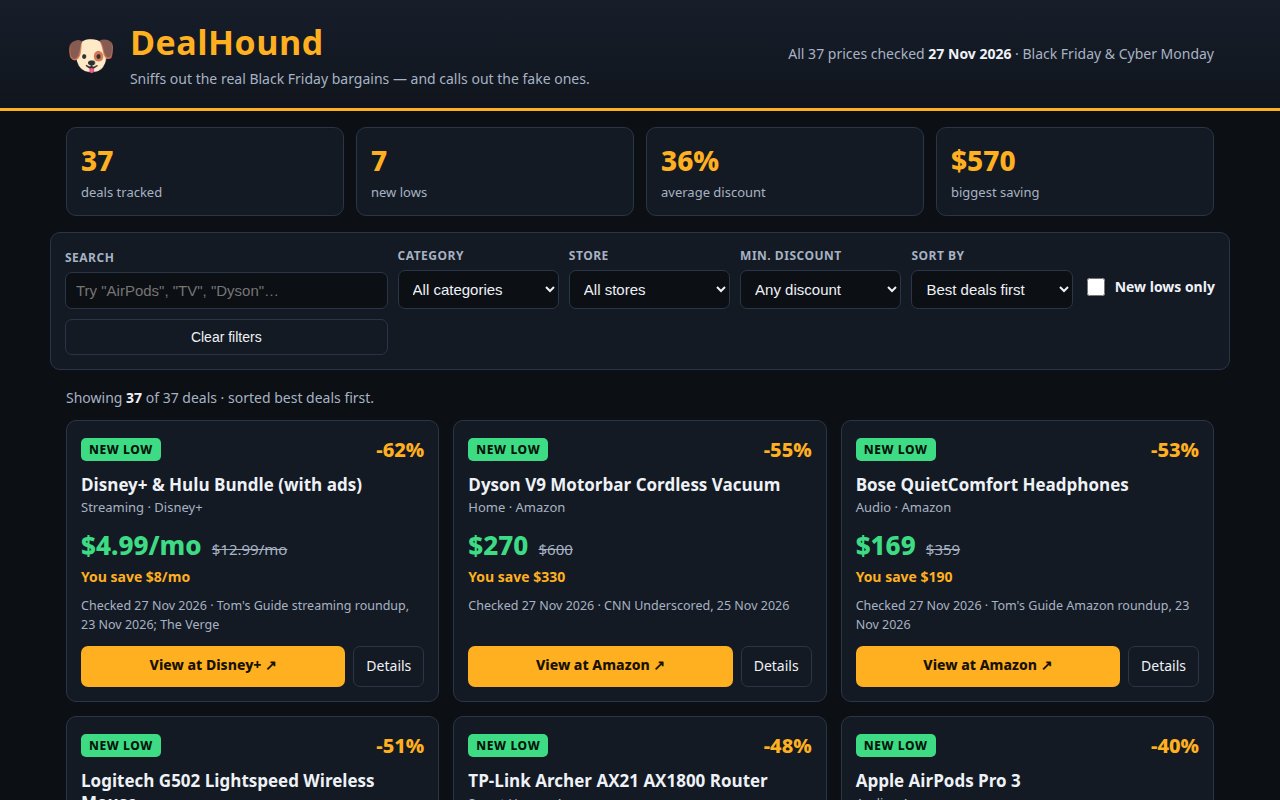 DealHound
Sniffs out the real Black Friday bargains — and calls out the fake ones.
All 37 prices checked 27 Nov 2026 · Black Friday & Cyber Monday
37
deals tracked
7
new lows
36%
average discount
$570
biggest saving
SEARCH
Try "AirPods", "TV", "Dyson"…
CATEGORY
All categories
STORE
All stores
MIN. DISCOUNT
Any discount
SORT BY
Best deals first
New lows only
Clear filters
Showing 37 of 37 deals · sorted best deals first.
NEW LOW
-62%
Disney+ & Hulu Bundle (with ads)
Streaming · Disney+
$4.99/mo $12.99/mo
You save $8/mo
Checked 27 Nov 2026 · Tom's Guide streaming roundup,
23 Nov 2026; The Verge
View at Disney+ ↗
Details
NEW LOW
-55%
Dyson V9 Motorbar Cordless Vacuum
Home · Amazon
$270 $600
You save $330
Checked 27 Nov 2026 · CNN Underscored, 25 Nov 2026
View at Amazon ↗
Details
NEW LOW
-53%
Bose QuietComfort Headphones
Audio · Amazon
$169 $359
You save $190
Checked 27 Nov 2026 · Tom's Guide Amazon roundup, 23
Nov 2026
View at Amazon ↗
Details
NEW LOW
-51%
Logitech G502 Lightspeed Wireless
NEW LOW
-48%
TP-Link Archer AX21 AX1800 Router
NEW LOW
-40%
Apple AirPods Pro 3